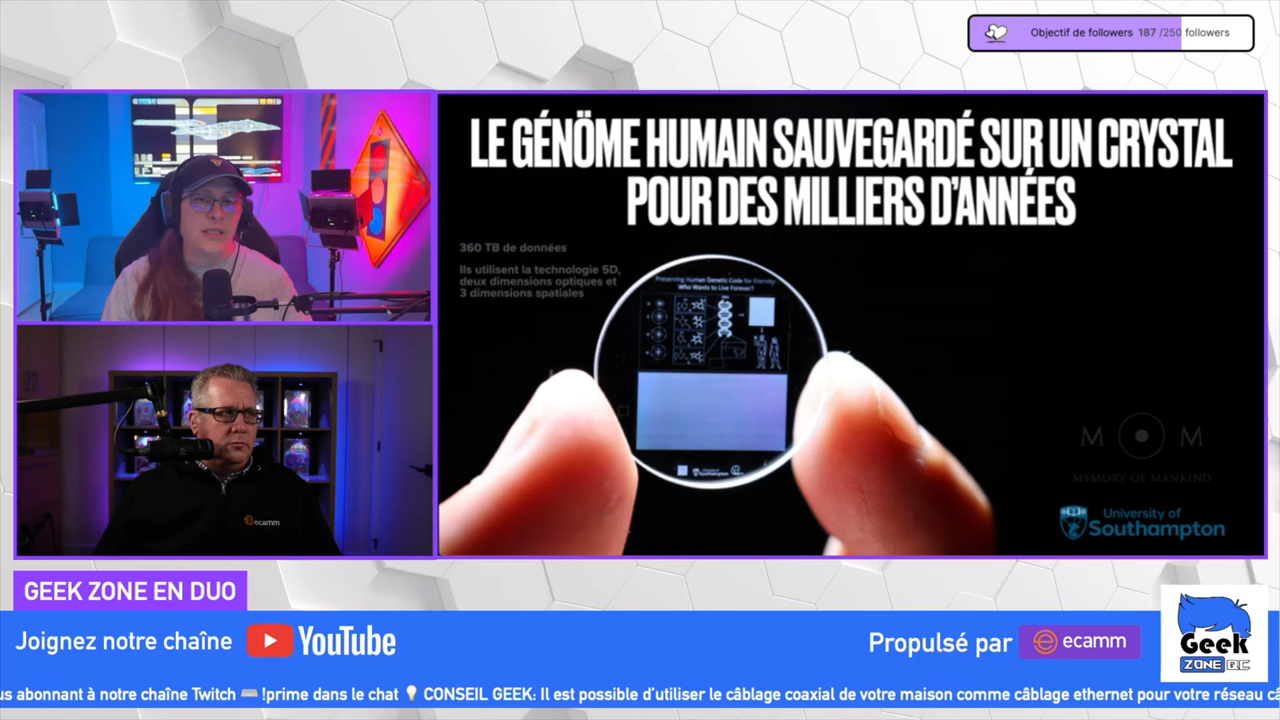 Objectif de followers 187 /250 followers
LE GÉNÖME HUMAIN SAUVEGARDÉ SUR UN CRYSTAL
POUR DES MILLIERS D'ANNÉES
360 TB de données
Ils utilisent la technologie 5D,
deux dimensions optiques et
3 dimensions spatiales
Preserving Human Genetic Code for Eternity:
Who Wants to Live Forever?
Southampton
M M
MEMORY OF MANKIND
University of
Southampton
ecamm
GEEK ZONE EN DUO
Joignez notre chaîne YouTube
Propulsé par ecamm
Geek
ZONE QC
us abonnant à notre chaîne Twitch !prime dans le chat CONSEIL GEEK: Il est possible d'utiliser le câblage coaxial de votre maison comme câblage ethernet pour votre réseau câ